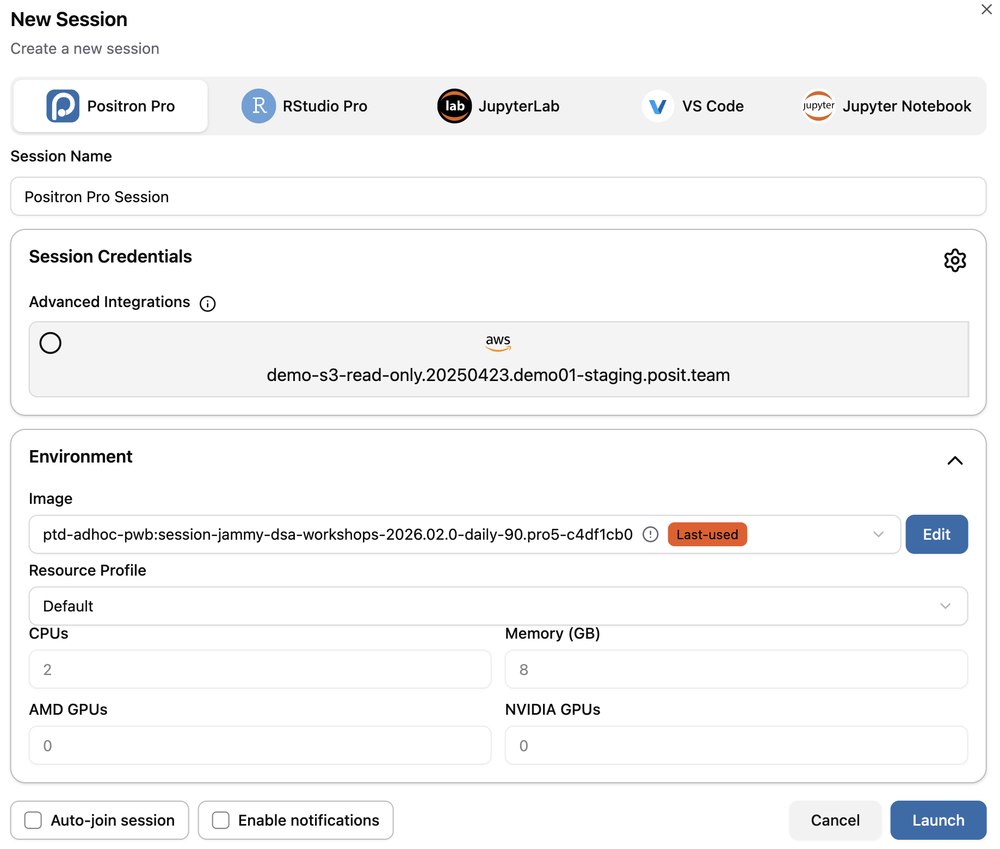 New Session
Create a new session
Positron Pro
R RStudio Pro
lab JupyterLab
VS Code
jupyter Jupyter Notebook
Session Name
Positron Pro Session
Session Credentials
Advanced Integrations
aws
demo-s3-read-only.20250423.demo01-staging.posit.team
Environment
Image
ptd-adhoc-pwb:session-jammy-dsa-workshops-2026.02.0-daily-90.pro5-c4df1cb0 Last-used
Edit
Resource Profile
Default
CPUs
Memory (GB)
2
8
AMD GPUs
NVIDIA GPUs
0
0
Auto-join session
Enable notifications
Cancel
Launch